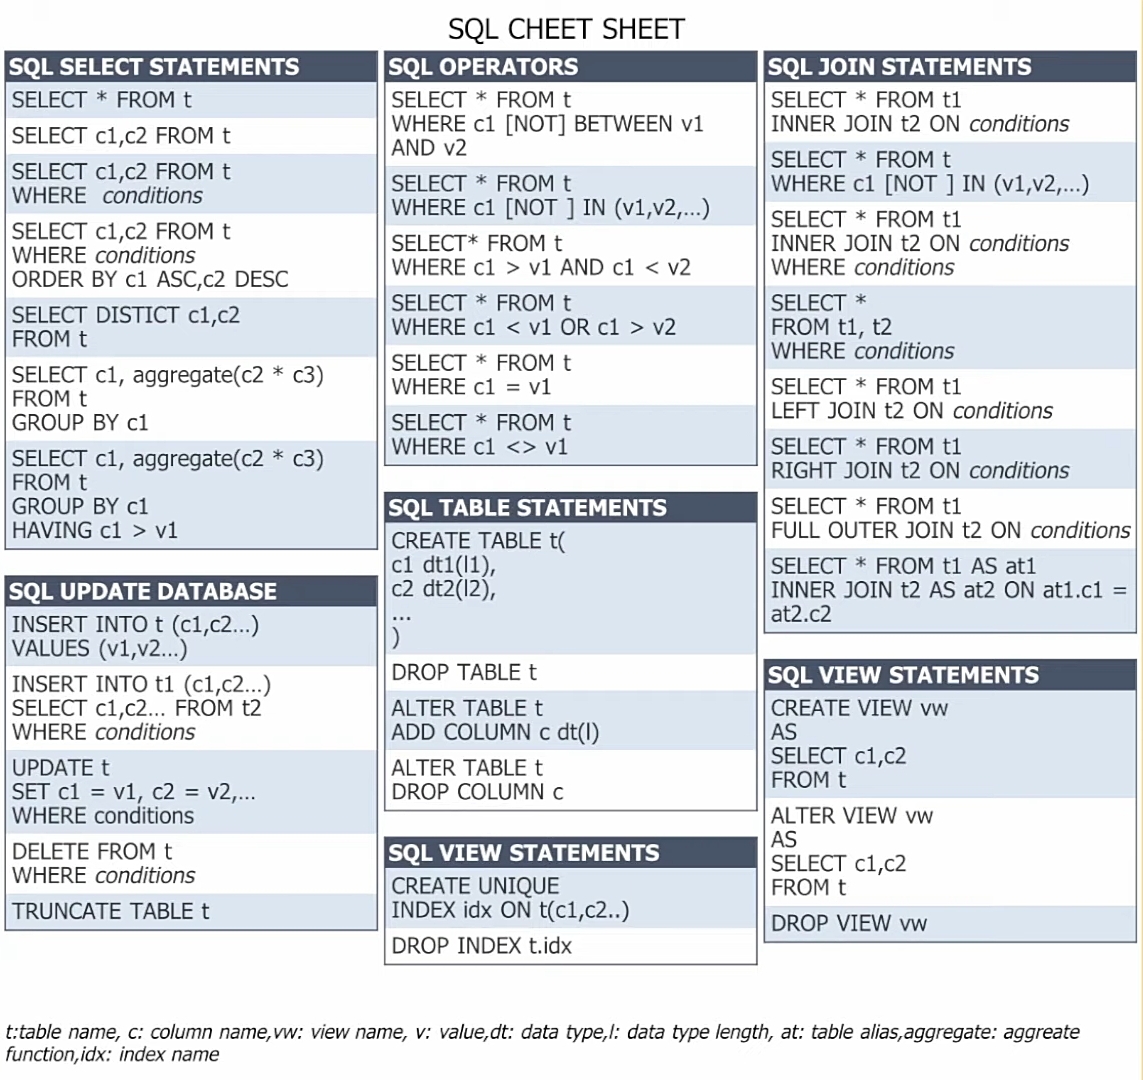 SQL CHEET SHEET
SQL SELECT STATEMENTS
SELECT * FROM t
SELECT c1,c2 FROM t
SELECT c1,c2 FROM t
WHERE conditions
SELECT c1,c2 FROM t
WHERE conditions
ORDER BY c1 ASC,c2 DESC
SELECT DISTICT c1,c2
FROM t
SELECT c1, aggregate(c2 * c3)
FROM t
GROUP BY c1
SELECT c1, aggregate(c2 * c3)
FROM t
GROUP BY c1
HAVING c1 > v1
SQL UPDATE DATABASE
INSERT INTO t (c1,c2...)
VALUES (v1,v2...)
INSERT INTO t1 (c1,c2...)
SELECT c1,c2... FROM t2
WHERE conditions
UPDATE t
SET c1 = v1, c2 = v2,...
WHERE conditions
DELETE FROM t
WHERE conditions
TRUNCATE TABLE t
SQL OPERATORS
SELECT * FROM t
WHERE c1 [NOT] BETWEEN v1
AND v2
SELECT * FROM t
WHERE c1 [NOT ] IN (v1,v2,...)
SELECT* FROM t
WHERE c1 > v1 AND c1 < v2
SELECT * FROM t
WHERE c1 < v1 OR c1 > v2
SELECT * FROM t
WHERE c1 = v1
SELECT * FROM t
WHERE c1 <> v1
SQL TABLE STATEMENTS
CREATE TABLE t(
c1 dt1(l1),
c2 dt2(l2),
...
)
DROP TABLE t
ALTER TABLE t
ADD COLUMN c dt(l)
ALTER TABLE t
DROP COLUMN c
SQL VIEW STATEMENTS
CREATE UNIQUE
INDEX idx ON t(c1,c2..)
DROP INDEX t.idx
SQL JOIN STATEMENTS
SELECT * FROM t1
INNER JOIN t2 ON conditions
SELECT * FROM t
WHERE c1 [NOT ] IN (v1,v2,...)
SELECT * FROM t1
INNER JOIN t2 ON conditions
WHERE conditions
SELECT *
FROM t1, t2
WHERE conditions
SELECT * FROM t1
LEFT JOIN t2 ON conditions
SELECT * FROM t1
RIGHT JOIN t2 ON conditions
SELECT * FROM t1
FULL OUTER JOIN t2 ON conditions
SELECT * FROM t1 AS at1
INNER JOIN t2 AS at2 ON at1.c1 =
at2.c2
SQL VIEW STATEMENTS
CREATE VIEW vw
AS
SELECT c1,c2
FROM t
ALTER VIEW vw
AS
SELECT c1,c2
FROM t
DROP VIEW vw
t:table name, c: column name,vw: view name, v: value,dt: data type,l: data type length, at: table alias,aggregate: aggreate
function,idx: index name